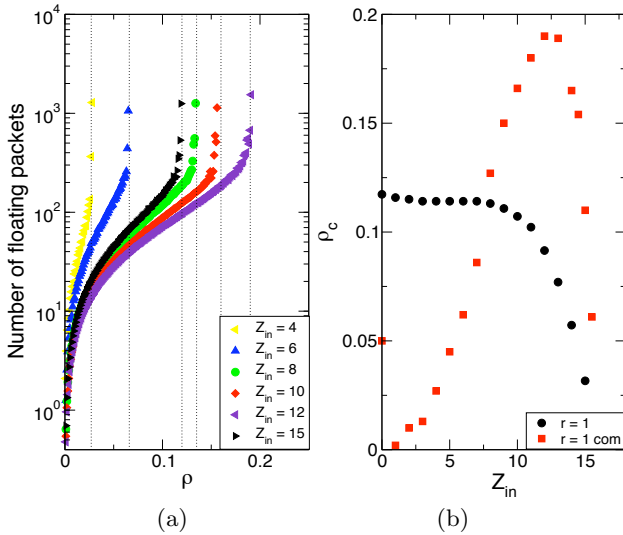 10^4
10^3
10^2
10^1
10^0
Number of floating packets
0
0.1
0.2
ρ
Z_in = 4
Z_in = 6
Z_in = 8
Z_in = 10
Z_in = 12
Z_in = 15
(a)
0.2
0.15
0.1
0.05
0
ρ_c
0
5
10
15
Z_in
r = 1
r = 1 com
(b)